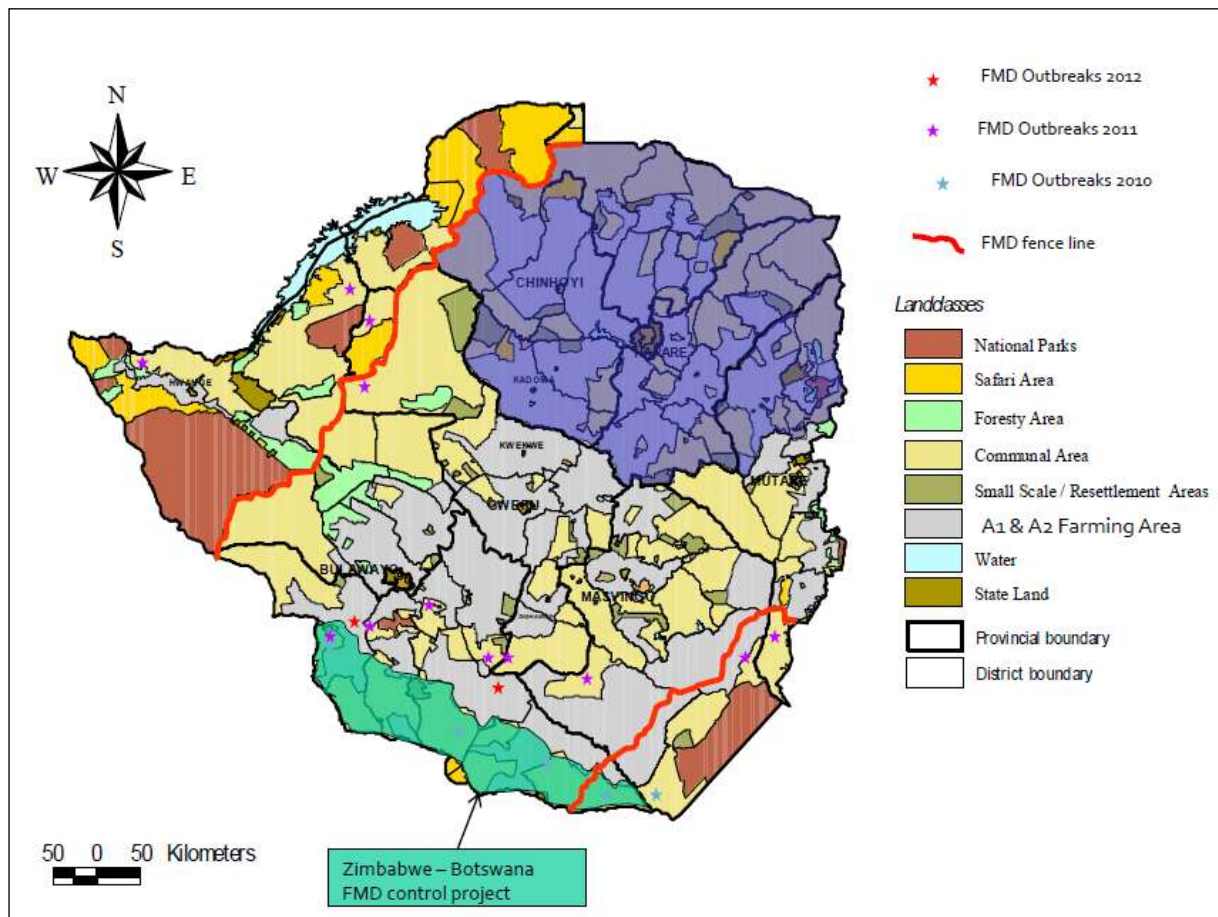 N
W
E
S
FMD Outbreaks 2012
FMD Outbreaks 2011
FMD Outbreaks 2010
FMD fence line
Landclasses
National Parks
Safari Area
Foresty Area
Communal Area
Small Scale / Resettlement Areas
A1 & A2 Farming Area
Water
State Land
Provincial boundary
District boundary
CHINHOYI
HARARE
KADOMA
HWANGE
KWEKWE
MUTARE
GWERU
BULAWAYO
MASVINGO
50 0 50 Kilometers
Zimbabwe – Botswana
FMD control project